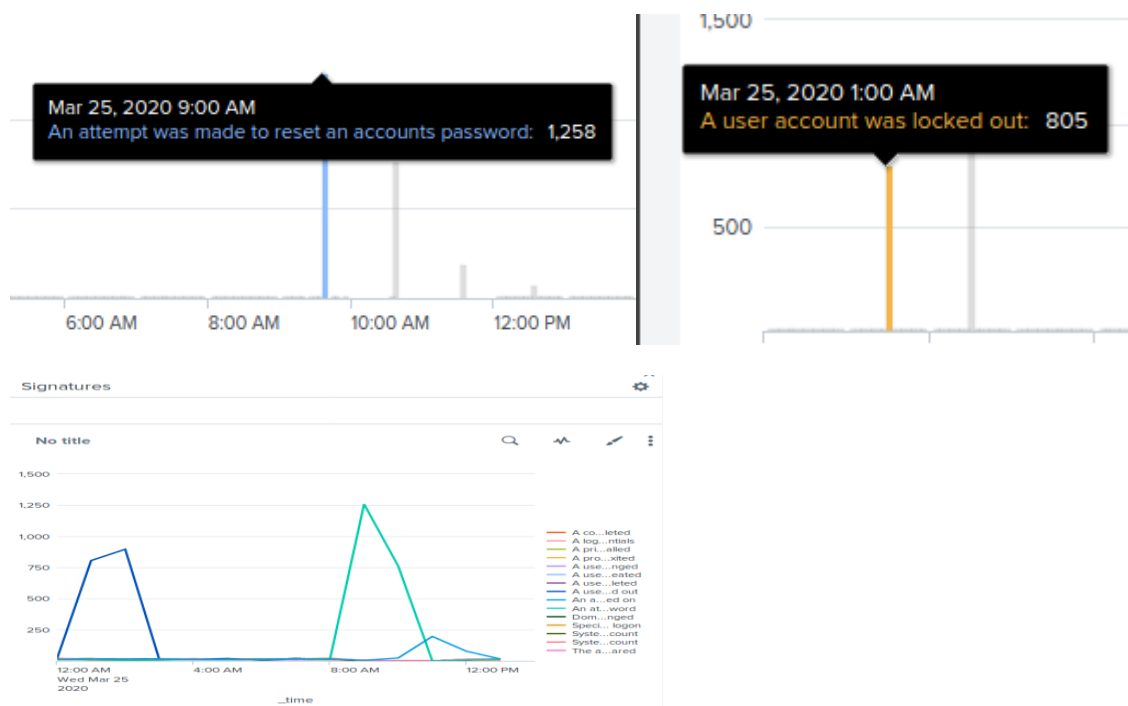 Mar 25, 2020 9:00 AM
An attempt was made to reset an accounts password: 1,258
6:00 AM 8:00 AM 10:00 AM 12:00 PM
1,500
Mar 25, 2020 1:00 AM
A user account was locked out: 805
500
Signatures
No title
1,500
1,250
1,000
750
500
250
12:00 AM 4:00 AM 8:00 AM 12:00 PM
Wed Mar 25
2020
_time
A co...leted
A log...ntials
A pri...alled
A pro...xited
A use...nged
A use...eated
A use...leted
A use...d out
An a...ed on
An at...word
Dom...nged
Speci... logon
Syste...count
Syste...count
The a...ared